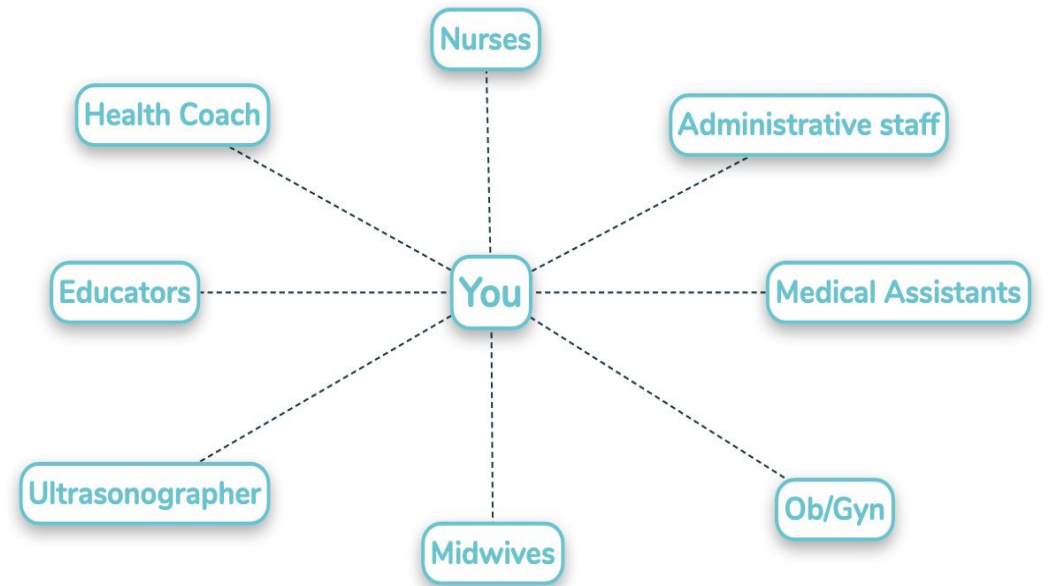 Nurses
Health Coach
Administrative staff
Educators
You
Medical Assistants
Ultrasonographer
Ob/Gyn
Midwives